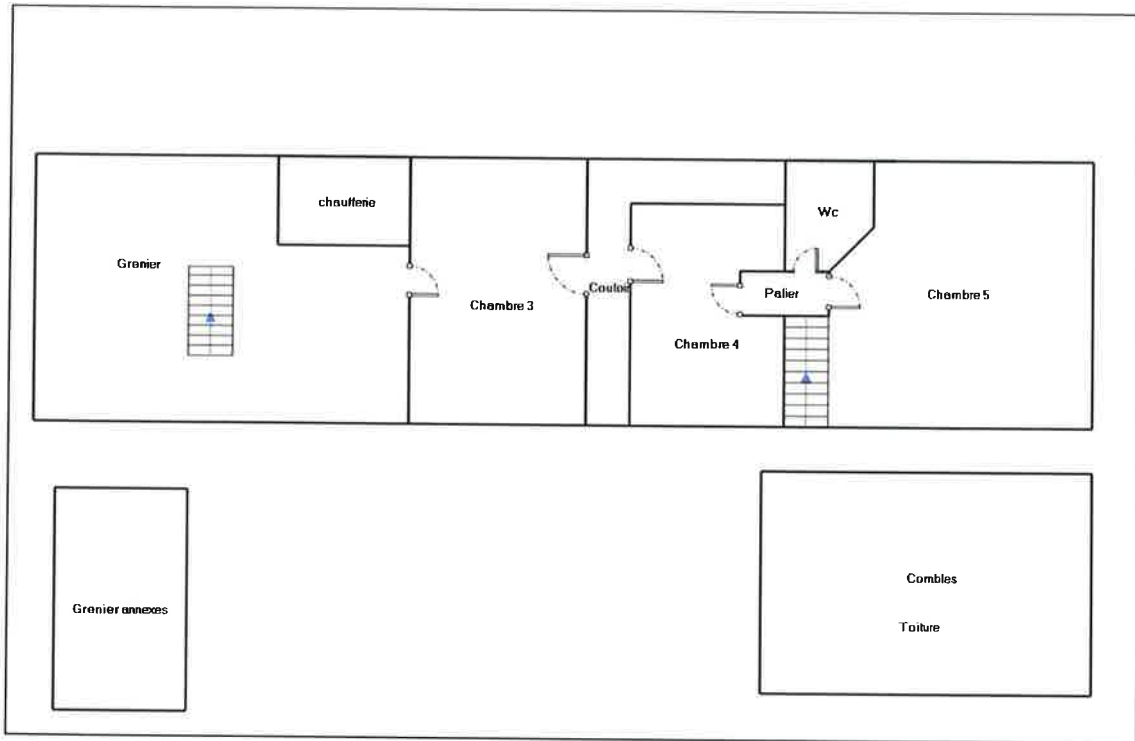 chaufferie
Wc
Grenier
Couloir
Palier
Chambre 5
Chambre 3
Chambre 4
Combles
Grenier annexes
Toiture